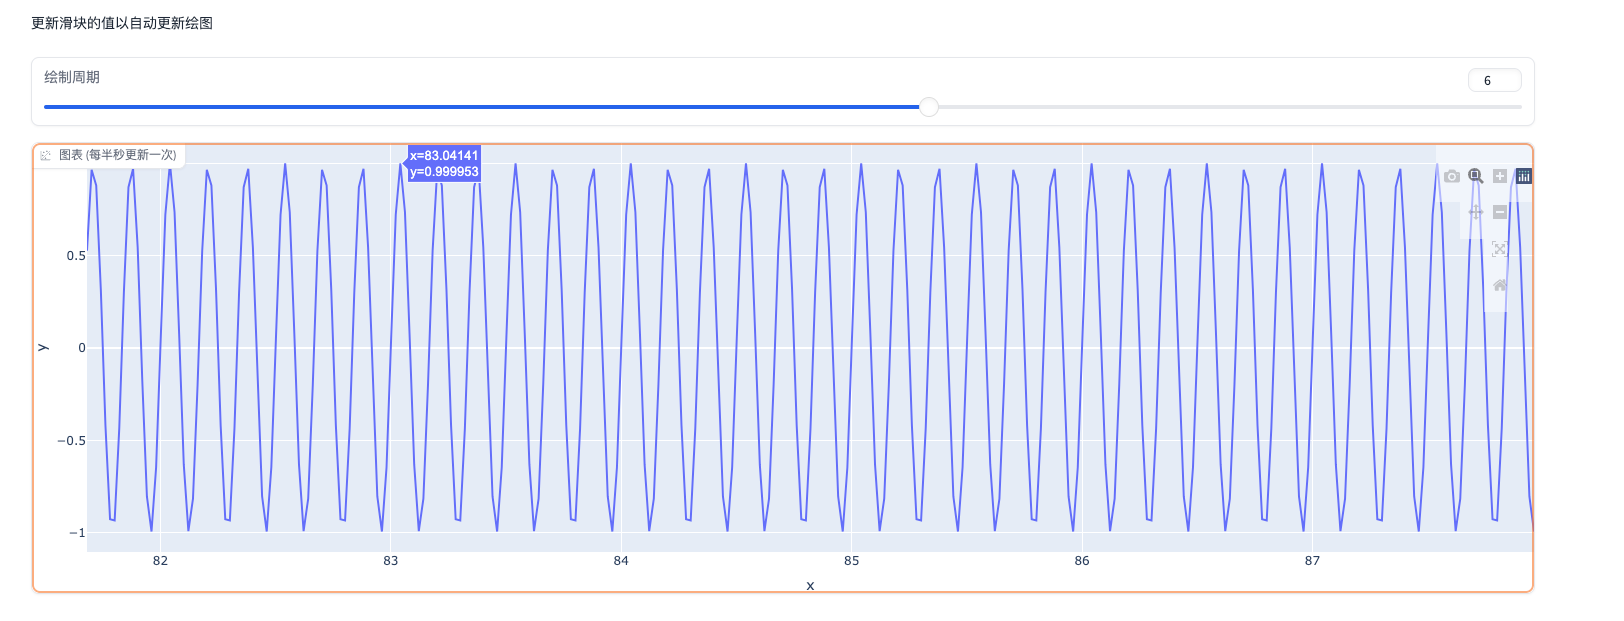 更新滑块的值以自动更新绘图
绘制周期
6
图表 (每半秒更新一次)
x=83.04141
y=0.999953
0.5
0
−0.5
−1
y
82 83 84 85 86 87
x